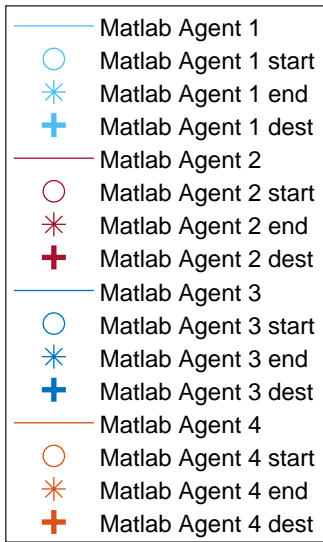 Matlab Agent 1
Matlab Agent 1 start
Matlab Agent 1 end
Matlab Agent 1 dest
Matlab Agent 2
Matlab Agent 2 start
Matlab Agent 2 end
Matlab Agent 2 dest
Matlab Agent 3
Matlab Agent 3 start
Matlab Agent 3 end
Matlab Agent 3 dest
Matlab Agent 4
Matlab Agent 4 start
Matlab Agent 4 end
Matlab Agent 4 dest